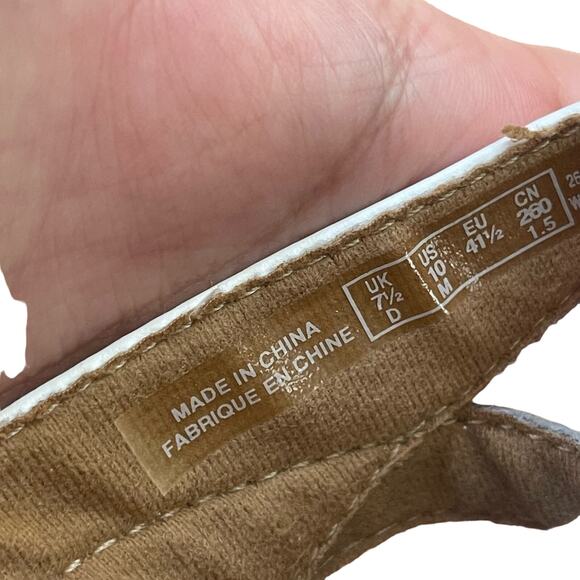 MADE IN CHINA
FABRIQUE EN CHINE
UK
7½
D
US
10
M
EU
41½
CN
260
1.5